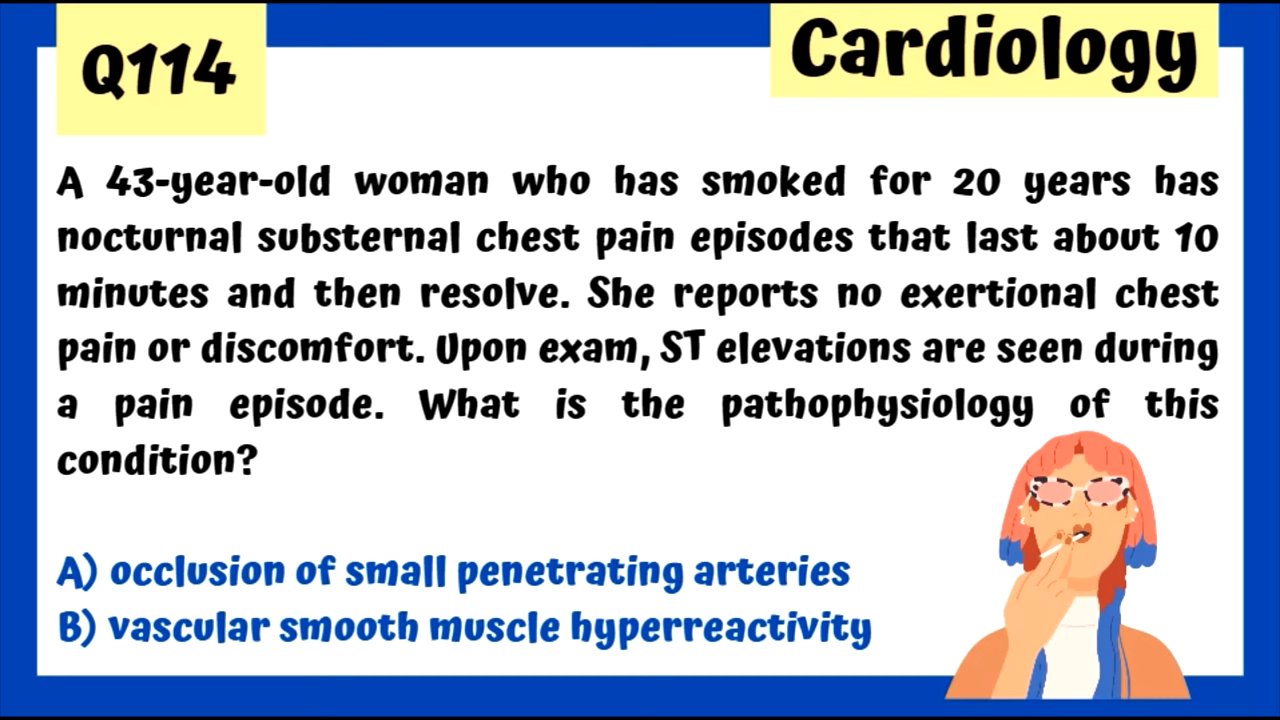 Q114
Cardiology
A 43-year-old woman who has smoked for 20 years has
nocturnal substernal chest pain episodes that last about 10
minutes and then resolve. She reports no exertional chest
pain or discomfort. Upon exam, ST elevations are seen during
a pain episode. What is the pathophysiology of this
condition?
A) occlusion of small penetrating arteries
B) vascular smooth muscle hyperreactivity